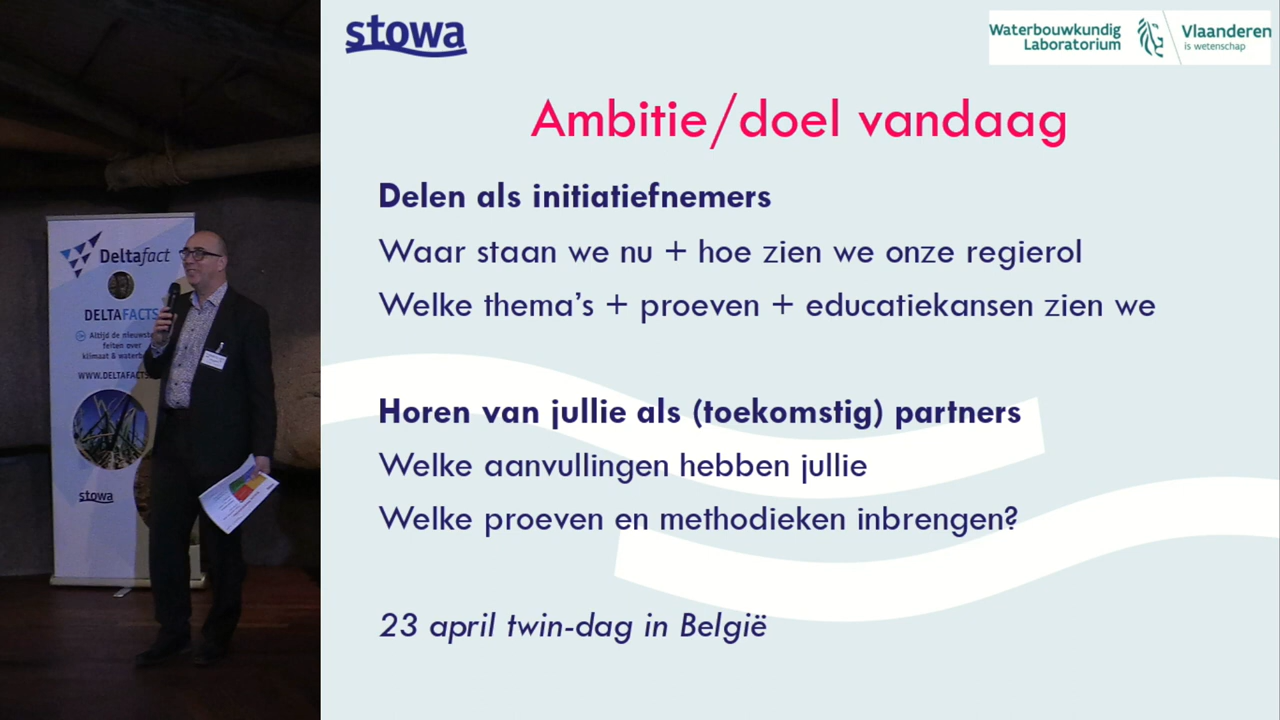 stowa
Waterbouwkundig
Laboratorium
Vlaanderen
is wetenschap
Ambitie/doel vandaag
Delen als initiatiefnemers
Waar staan we nu + hoe zien we onze regierol
Welke thema’s + proeven + educatiekansen zien we
Horen van jullie als (toekomstig) partners
Welke aanvullingen hebben jullie
Welke proeven en methodieken inbrengen?
23 april twin-dag in België
Deltafact
DELTAFACTS
Altijd de nieuwste
feiten over
klimaat &
WWW.DELTAFACTS
stowa